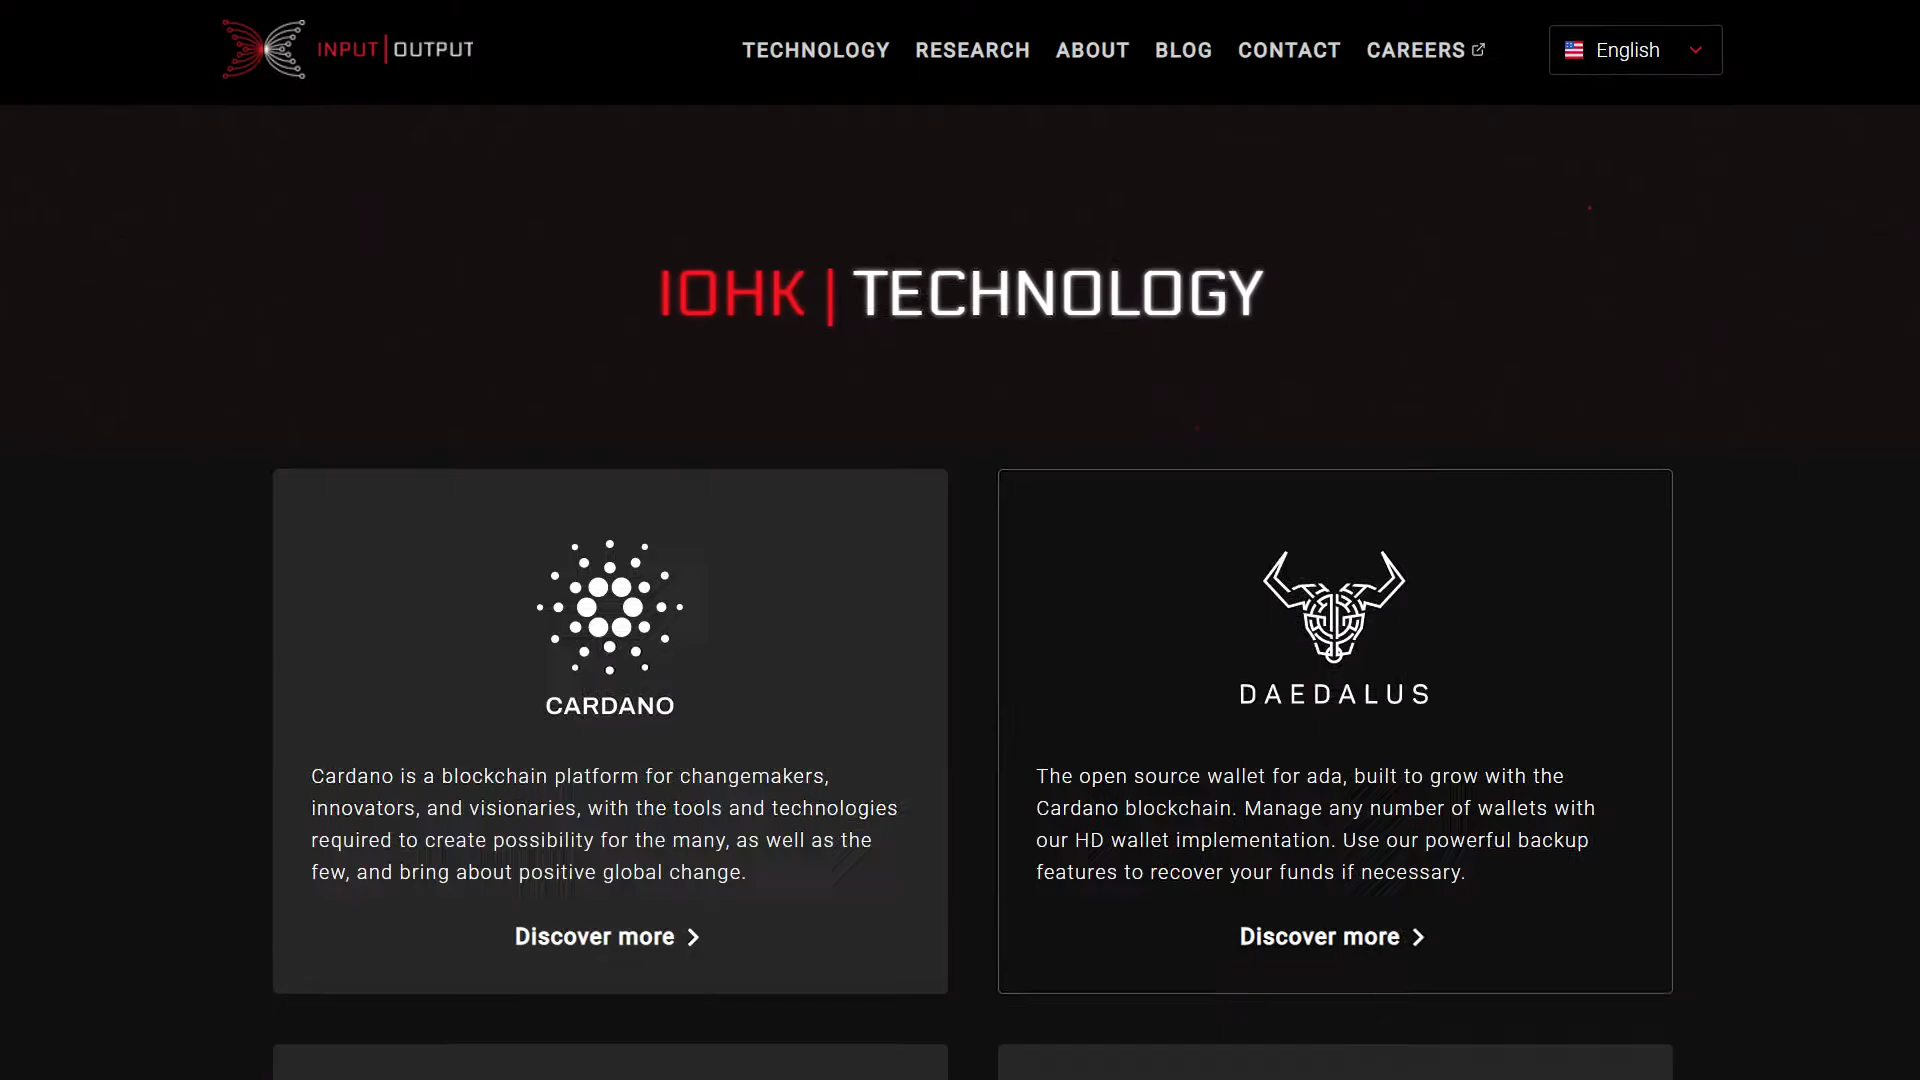 INPUT | OUTPUT
TECHNOLOGY RESEARCH ABOUT BLOG CONTACT CAREERS
English
IOHK | TECHNOLOGY
CARDANO
Cardano is a blockchain platform for changemakers,
innovators, and visionaries, with the tools and technologies
required to create possibility for the many, as well as the
few, and bring about positive global change.
Discover more
DAEDALUS
The open source wallet for ada, built to grow with the
Cardano blockchain. Manage any number of wallets with
our HD wallet implementation. Use our powerful backup
features to recover your funds if necessary.
Discover more